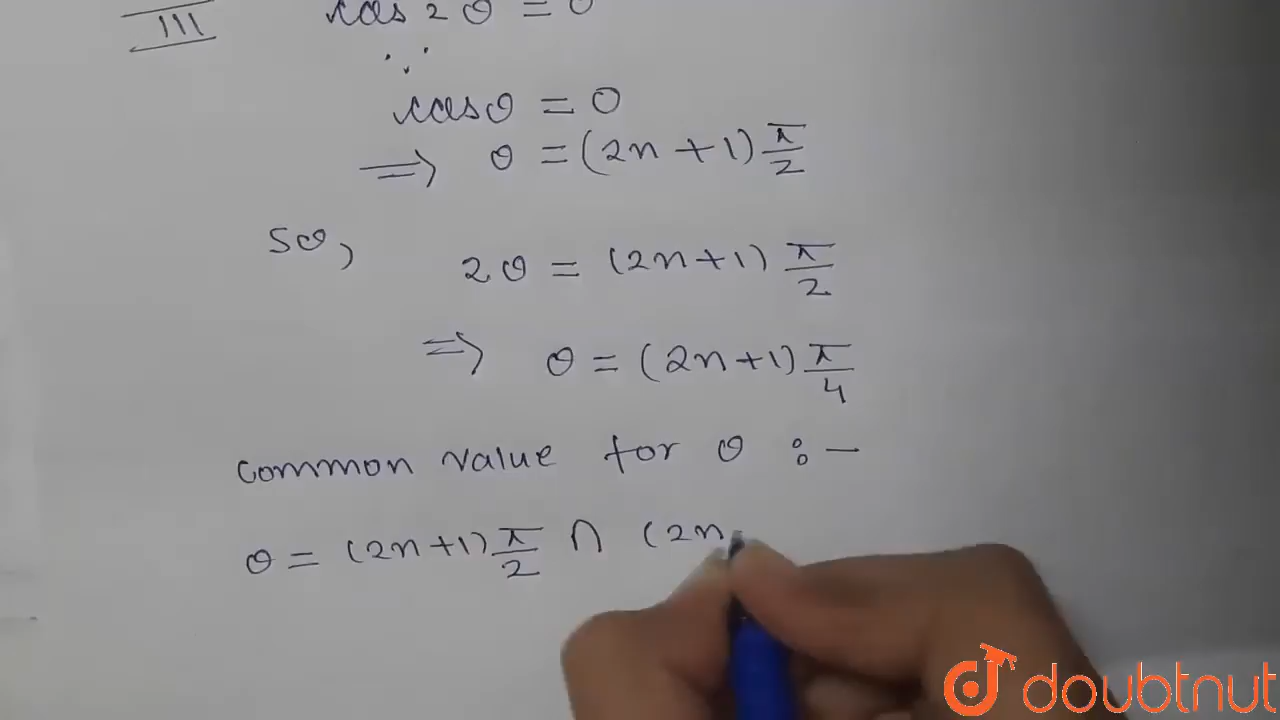 III cos 2θ = 0
∵
cosθ = 0
⇒ θ = (2n + 1) π/2
so,
2θ = (2n+1) π/2
⇒ θ = (2n+1) π/4
common value for θ :-
θ = (2n+1) π/2 ∩ (2n
doubtnut